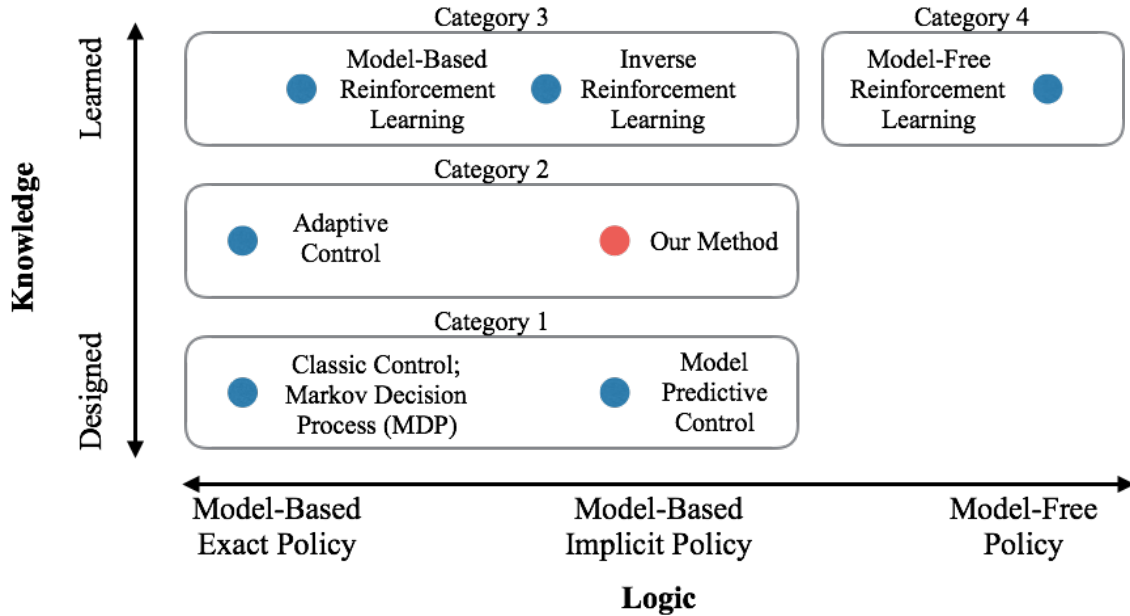 Category 3
Category 4
Learned
Model-Based
Reinforcement
Learning
Inverse
Reinforcement
Learning
Model-Free
Reinforcement
Learning
Knowledge
Category 2
Adaptive
Control
Our Method
Category 1
Designed
Classic Control;
Markov Decision
Process (MDP)
Model
Predictive
Control
Model-Based
Exact Policy
Model-Based
Implicit Policy
Model-Free
Policy
Logic